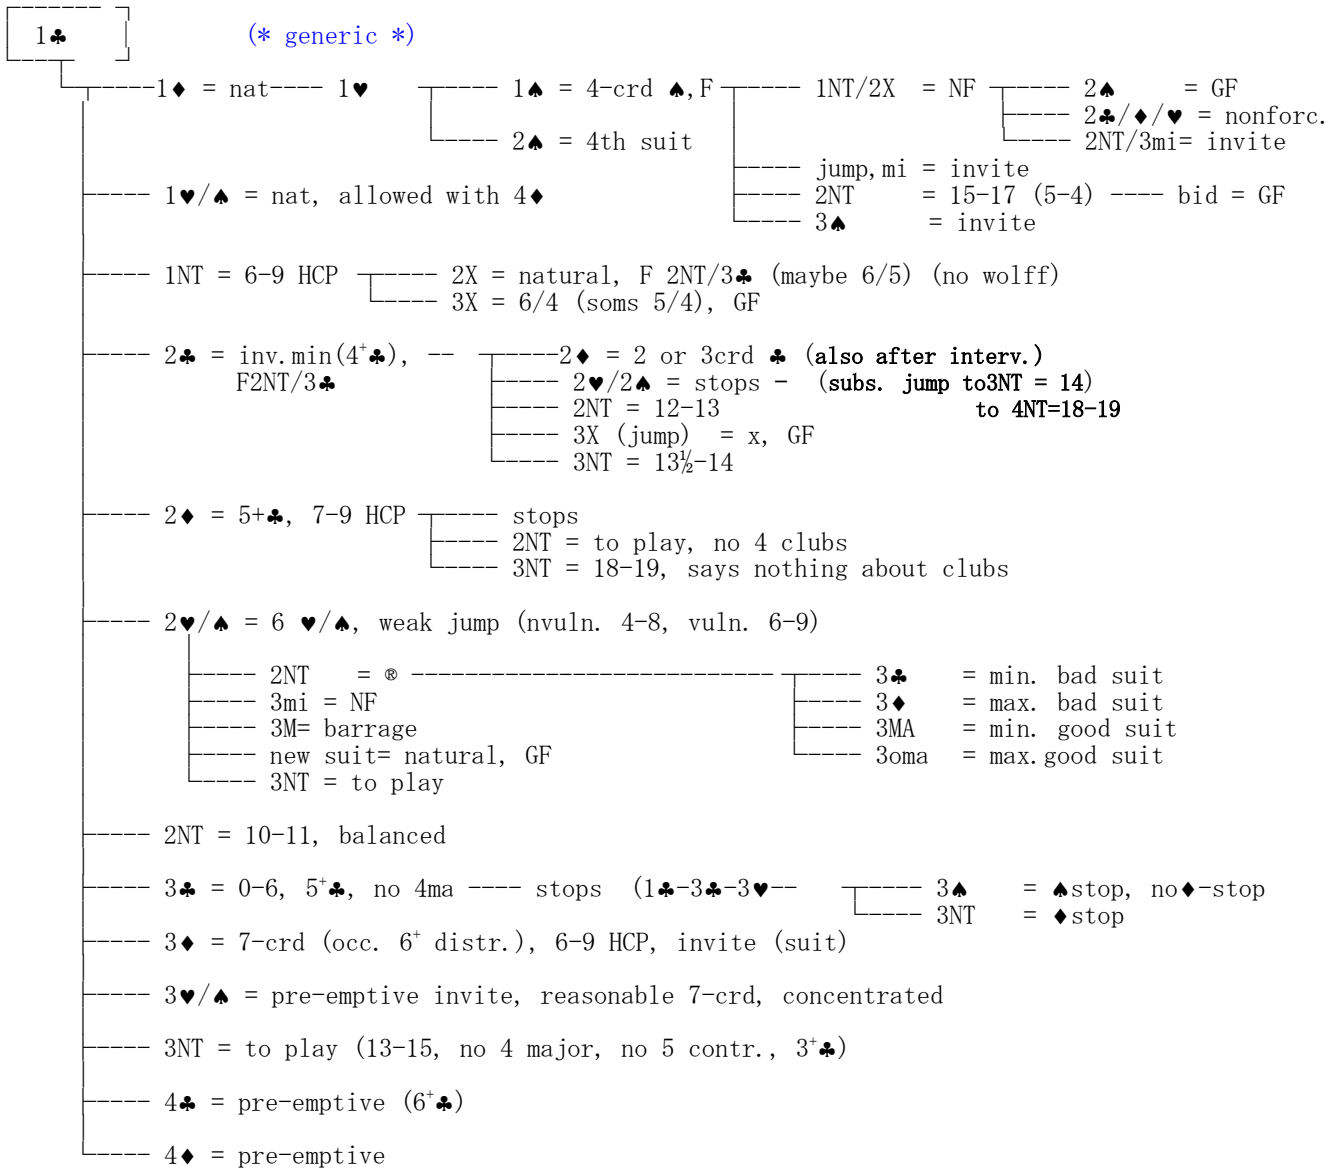 1♣ (* generic *)
1♦ = nat---- 1♥ 1♠ = 4-crd ♠,F 1NT/2X = NF 2♠ = GF
2♣/♦/♥ = nonforc.
2♠ = 4th suit 2NT/3mi= invite
jump,mi = invite
1♥/♠ = nat, allowed with 4♦ 2NT = 15-17 (5-4) ---- bid = GF
3♠ = invite
1NT = 6-9 HCP 2X = natural, F 2NT/3♣ (maybe 6/5) (no wolff)
3X = 6/4 (soms 5/4), GF
2♣ = inv.min(4⁺♣), -- 2♦ = 2 or 3crd ♣ (also after interv.)
F2NT/3♣ 2♥/2♠ = stops - (subs. jump to3NT = 14)
2NT = 12-13 to 4NT=18-19
3X (jump) = x, GF
3NT = 13½-14
2♦ = 5+♣, 7-9 HCP stops
2NT = to play, no 4 clubs
3NT = 18-19, says nothing about clubs
2♥/♠ = 6 ♥/♠, weak jump (nvuln. 4-8, vuln. 6-9)
2NT = ® 3♣ = min. bad suit
3mi = NF 3♦ = max. bad suit
3M= barrage 3MA = min. good suit
new suit= natural, GF 3oma = max.good suit
3NT = to play
2NT = 10-11, balanced
3♣ = 0-6, 5⁺♣, no 4ma ---- stops (1♣-3♣-3♥-- 3♠ = ♠stop, no♦-stop
3NT = ♦stop
3♦ = 7-crd (occ. 6⁺ distr.), 6-9 HCP, invite (suit)
3♥/♠ = pre-emptive invite, reasonable 7-crd, concentrated
3NT = to play (13-15, no 4 major, no 5 contr., 3⁺♣)
4♣ = pre-emptive (6⁺♣)
4♦ = pre-emptive